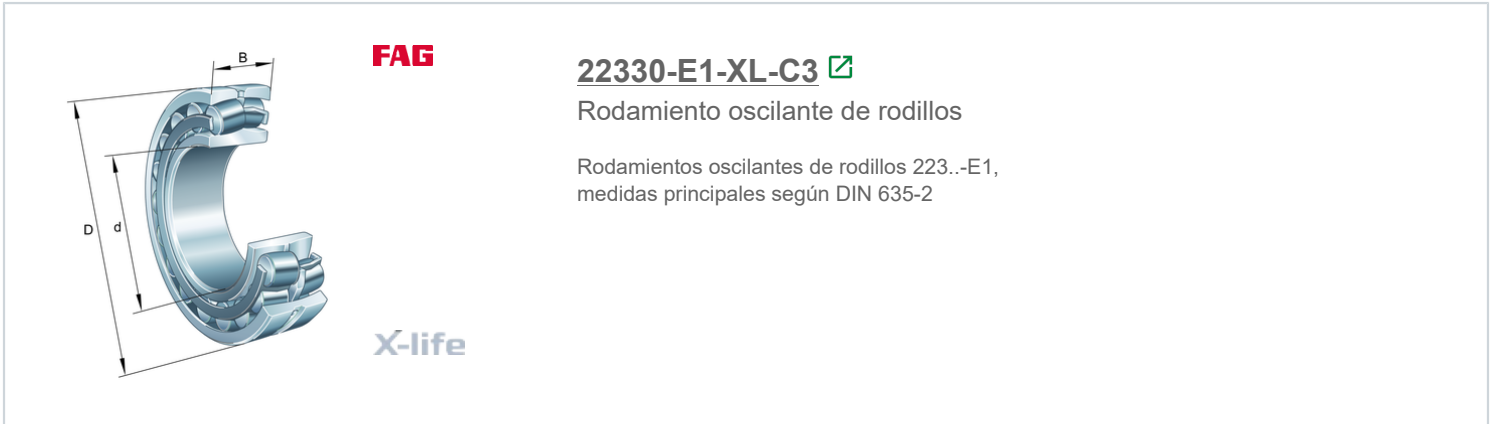 B
D
d
FAG
X-life
22330-E1-XL-C3
Rodamiento oscilante de rodillos
Rodamientos oscilantes de rodillos 223..-E1,
medidas principales según DIN 635-2